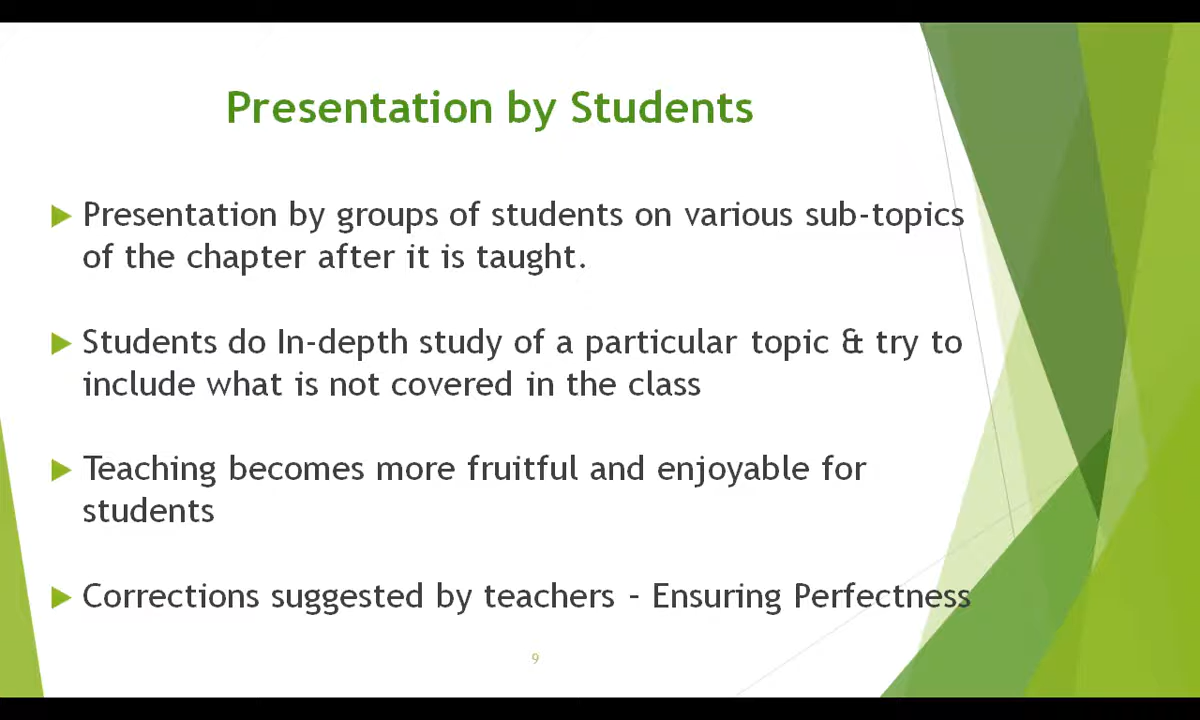 Presentation by Students
Presentation by groups of students on various sub-topics
of the chapter after it is taught.
Students do In-depth study of a particular topic & try to
include what is not covered in the class
Teaching becomes more fruitful and enjoyable for
students
Corrections suggested by teachers - Ensuring Perfectness
9